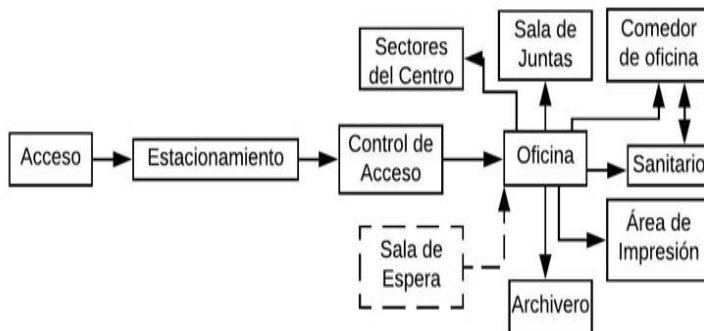 Sectores
del Centro
Sala de
Juntas
Comedor
de oficina
Acceso
Estacionamiento
Control de
Acceso
Oficina
Sanitario
Sala de
Espera
Área de
Impresión
Archivero